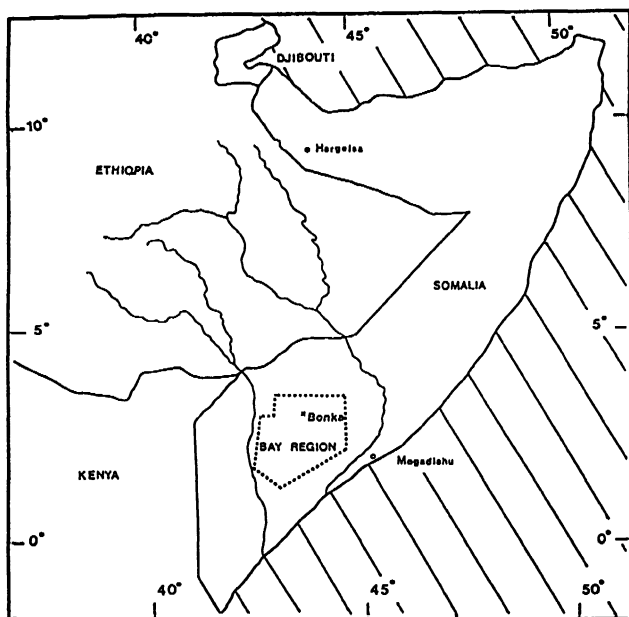 40°
45°
50°
DJIBOUTI
10°
Hargeisa
ETHIOPIA
SOMALIA
5°
5°
Bonka
BAY REGION
Mogadishu
KENYA
0°
0°
40°
45°
50°